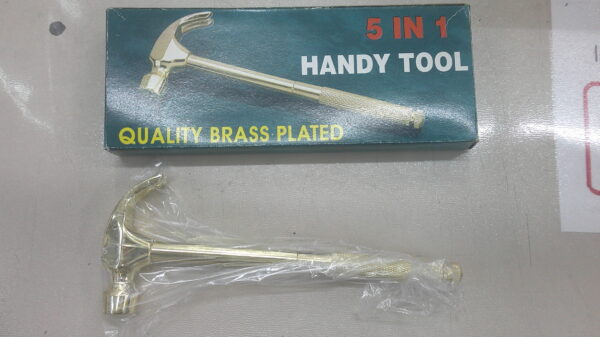 5 IN 1
HANDY TOOL
QUALITY BRASS PLATED